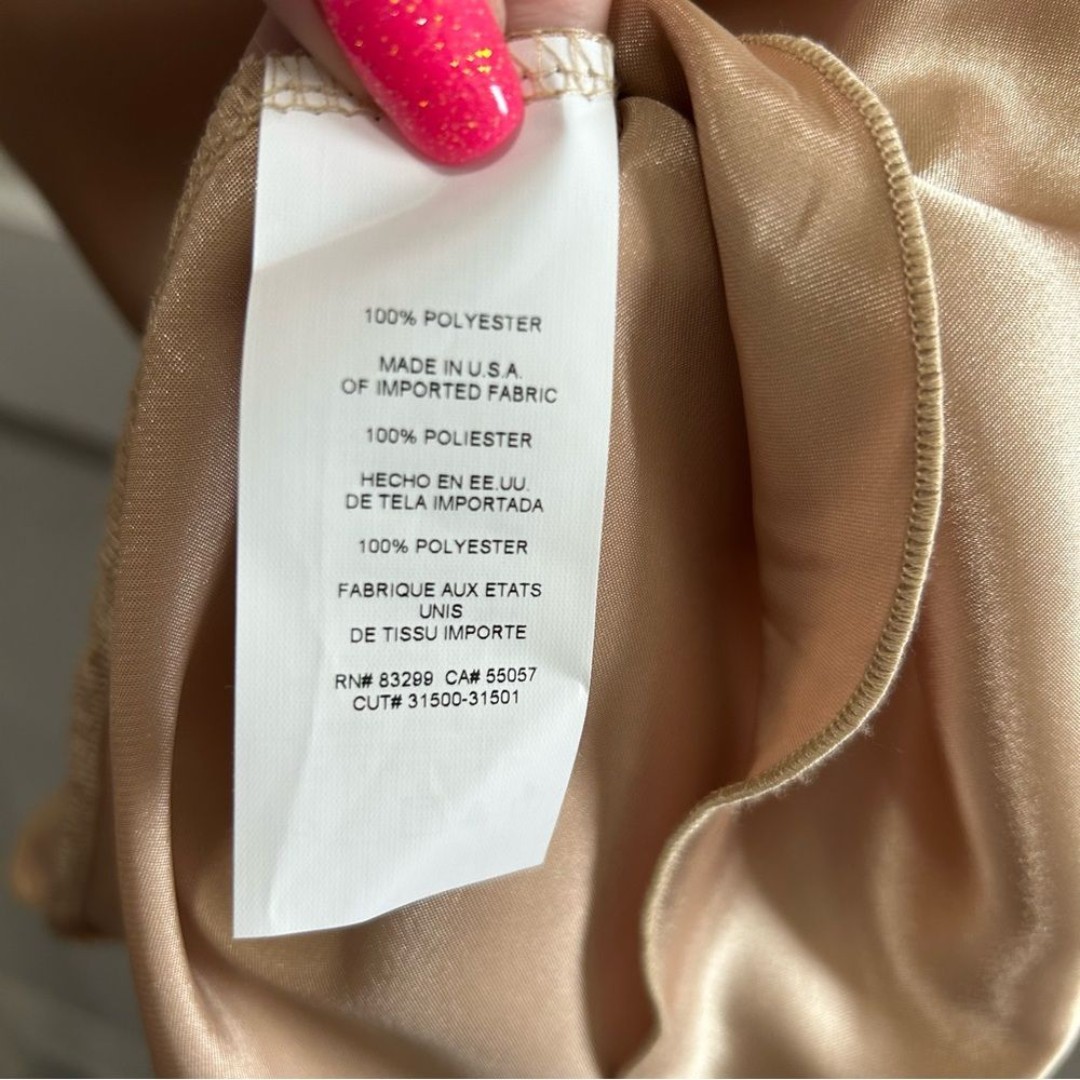 100% POLYESTER
MADE IN U.S.A.
OF IMPORTED FABRIC
100% POLIESTER
HECHO EN EE.UU.
DE TELA IMPORTADA
100% POLYESTER
FABRIQUE AUX ETATS
UNIS
DE TISSU IMPORTE
RN# 83299 CA# 55057
CUT# 31500-31501